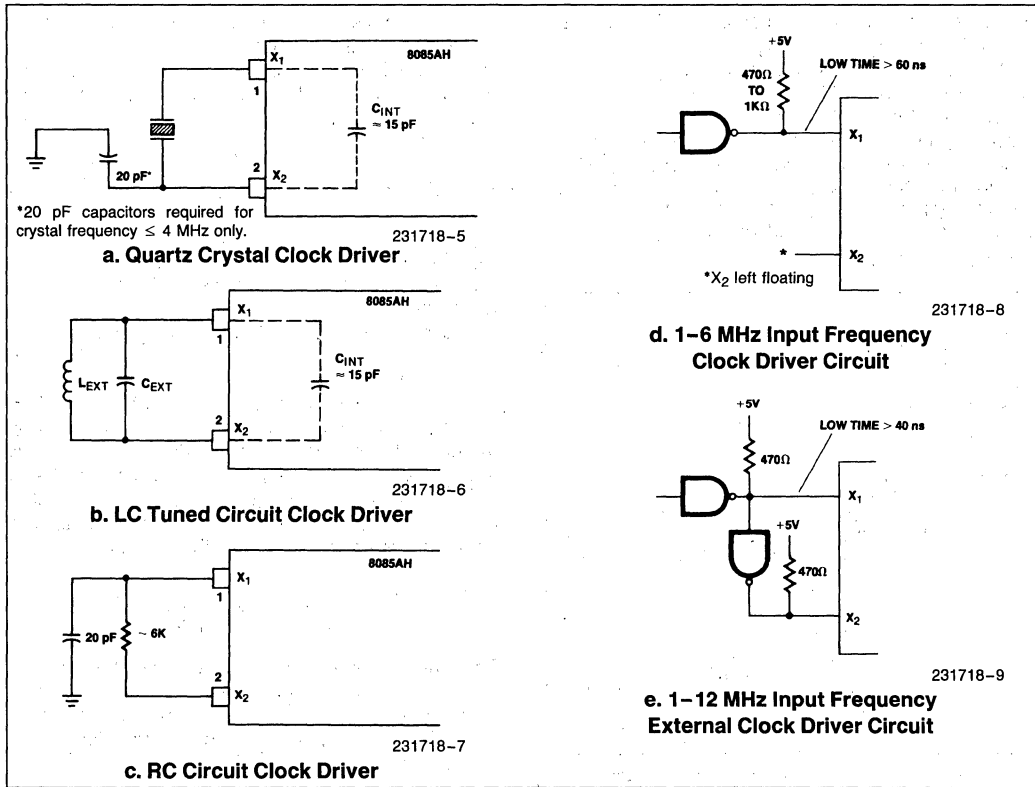 8085AH
X1
1
CINT
≈ 15 pF
20 pF*
2
X2
*20 pF capacitors required for
crystal frequency ≤ 4 MHz only.
231718–5
a. Quartz Crystal Clock Driver
8085AH
X1
1
CINT
≈ 15 pF
LEXT
CEXT
2
X2
231718–6
b. LC Tuned Circuit Clock Driver
8085AH
X1
1
20 pF
~ 6K
2
X2
231718–7
c. RC Circuit Clock Driver
+5V
470Ω
TO
1KΩ
LOW TIME > 60 ns
X1
*
X2
*X2 left floating
231718–8
d. 1–6 MHz Input Frequency
Clock Driver Circuit
+5V
LOW TIME > 40 ns
470Ω
X1
+5V
470Ω
X2
231718–9
e. 1–12 MHz Input Frequency
External Clock Driver Circuit